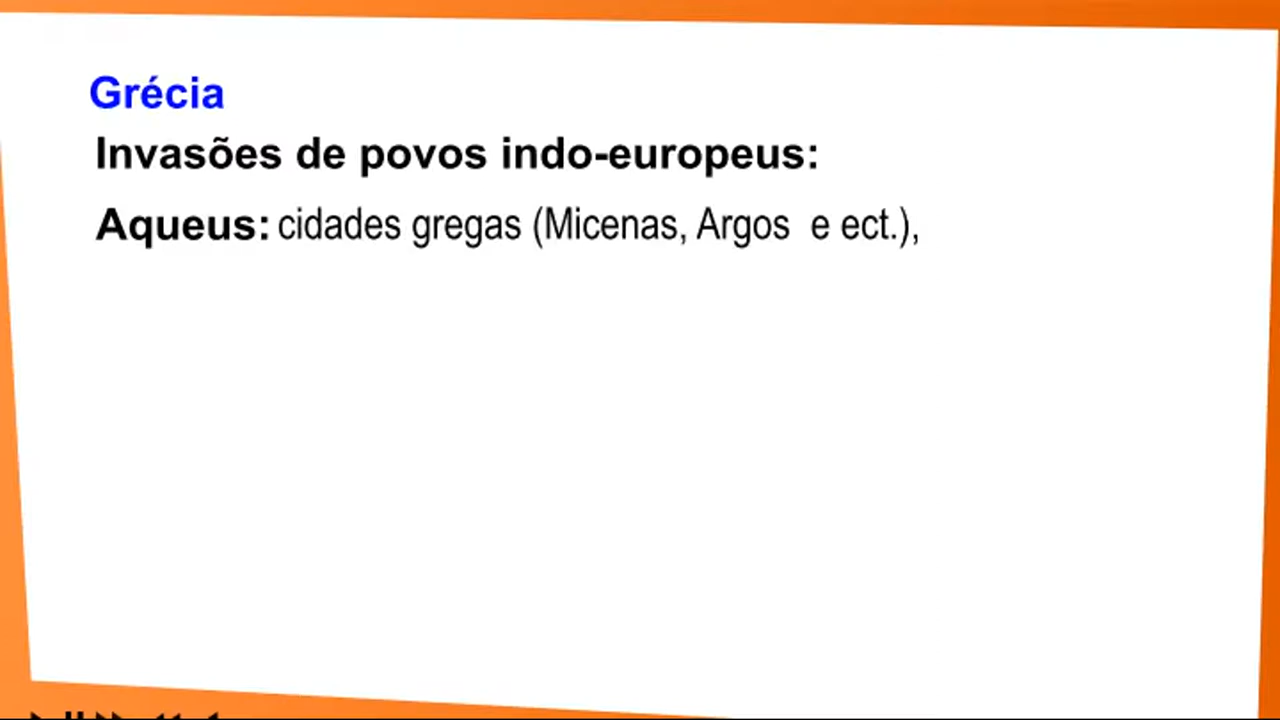 Grécia
Invasões de povos indo-europeus:
Aqueus: cidades gregas (Micenas, Argos e ect.),